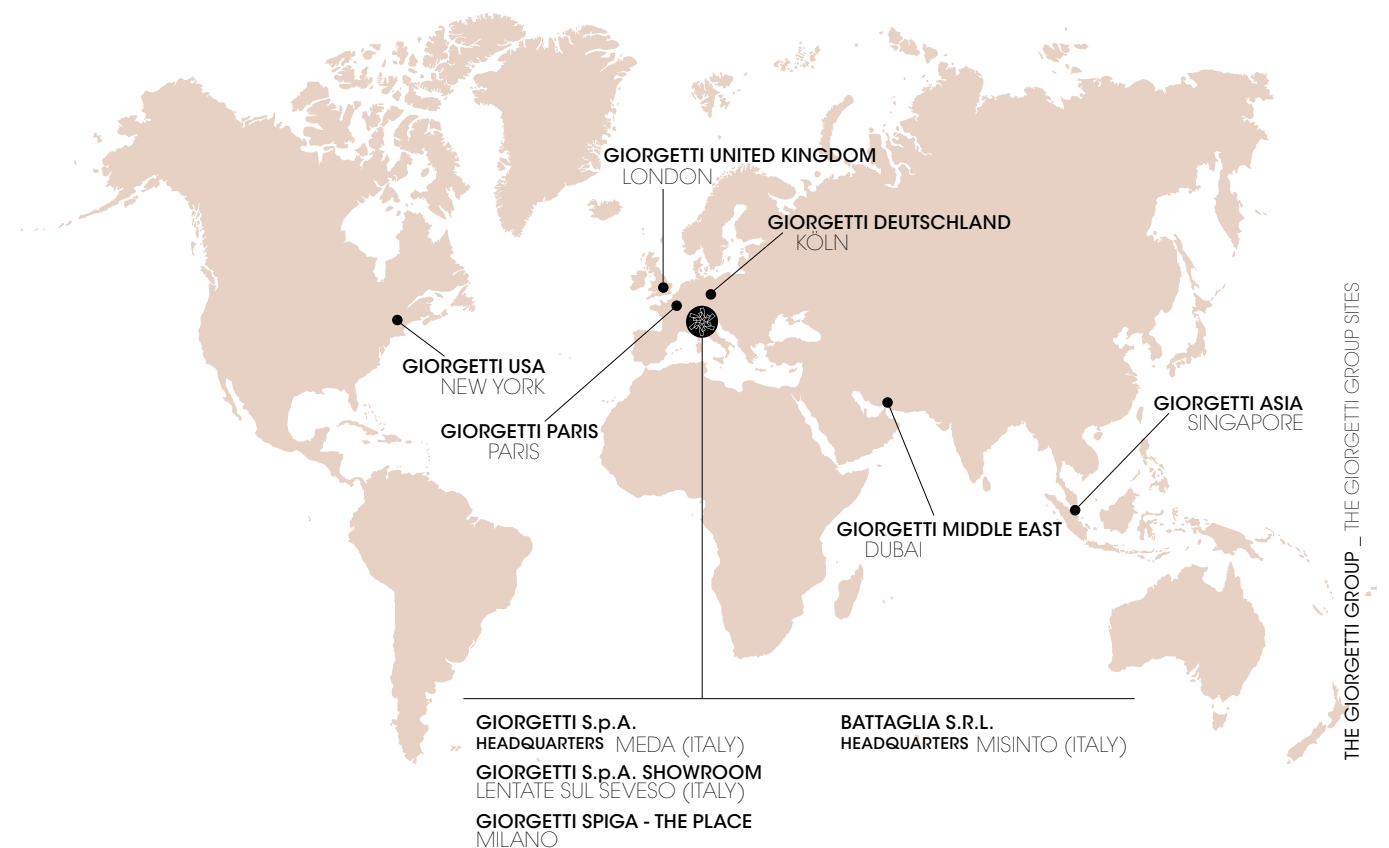 GIORGETTI UNITED KINGDOM
LONDON
GIORGETTI DEUTSCHLAND
KÖLN
GIORGETTI USA
NEW YORK
GIORGETTI PARIS
PARIS
GIORGETTI ASIA
SINGAPORE
GIORGETTI MIDDLE EAST
DUBAI
GIORGETTI S.p.A.
HEADQUARTERS MEDA (ITALY)
GIORGETTI S.p.A. SHOWROOM
LENTATE SUL SEVESO (ITALY)
GIORGETTI SPIGA - THE PLACE
MILANO
BATTAGLIA S.R.L.
HEADQUARTERS MISINTO (ITALY)
THE GIORGETTI GROUP _ THE GIORGETTI GROUP SITES